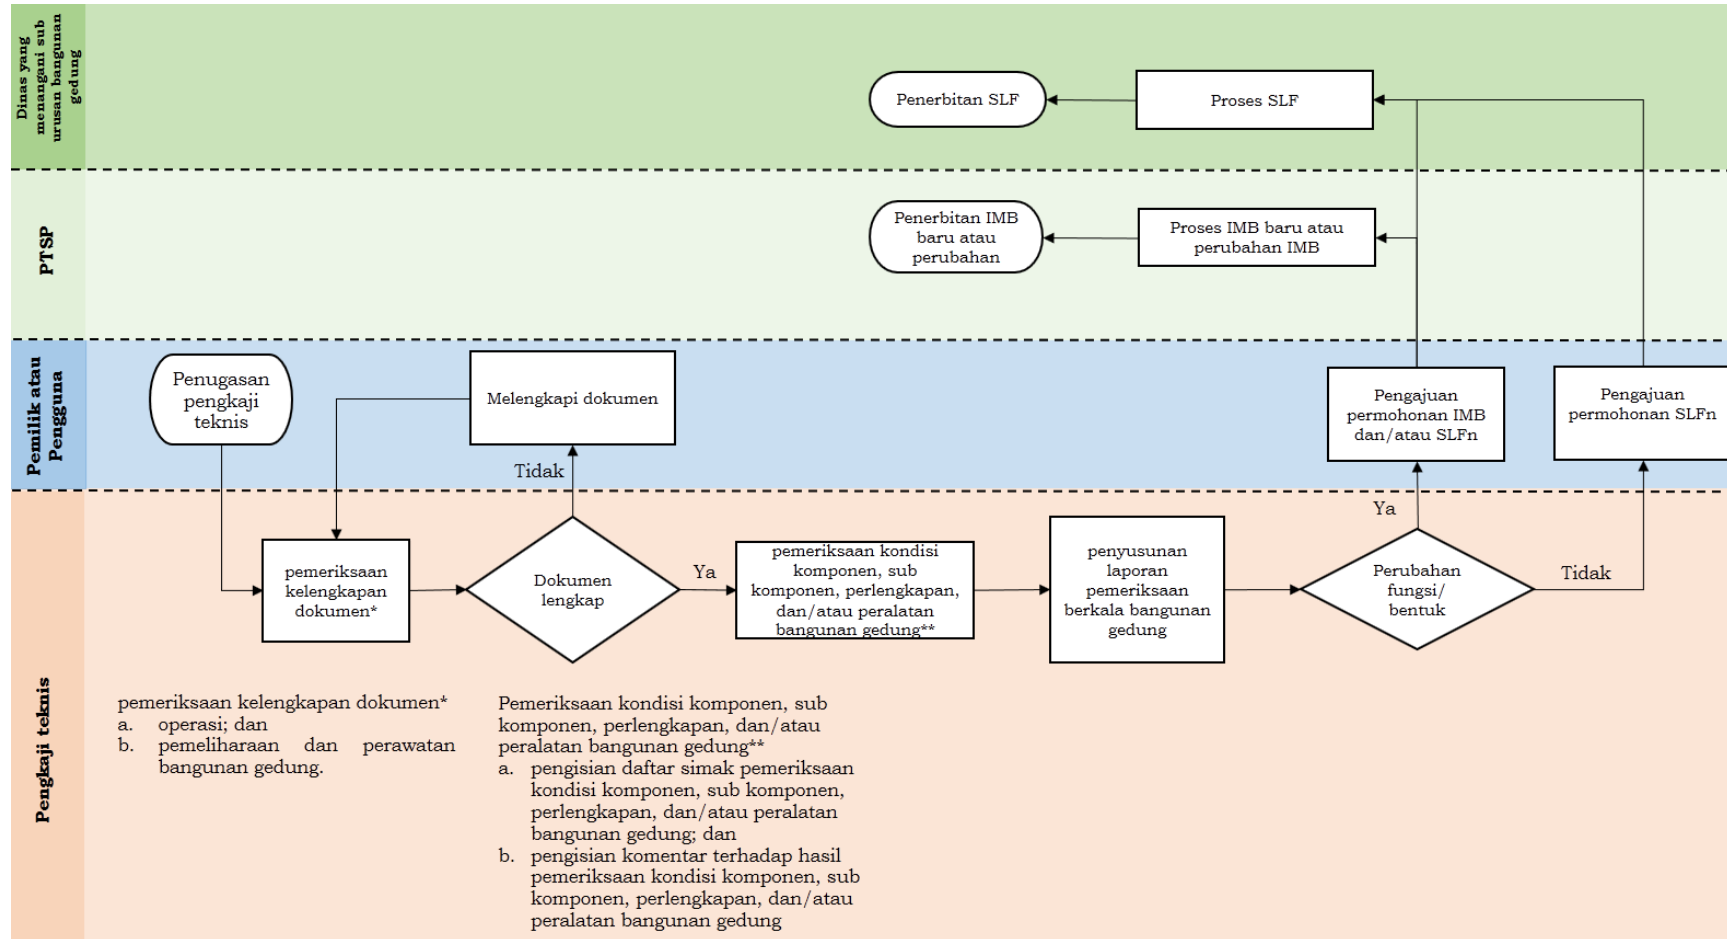 Dinas yang
menangani sub
urusan bangunan
gedung
Penerbitan SLF
Proses SLF
PTSP
Penerbitan IMB
baru atau
perubahan
Proses IMB baru atau
perubahan IMB
Pemilik atau
Pengguna
Penugasan
pengkaji
teknis
Melengkapi dokumen
Pengajuan
permohonan IMB
dan/atau SLFn
Pengajuan
permohonan SLFn
Tidak
Ya
Pengkaji teknis
pemeriksaan
kelengkapan
dokumen*
Dokumen
lengkap
Ya
pemeriksaan kondisi
komponen, sub
komponen, perlengkapan,
dan/atau peralatan
bangunan gedung**
penyusunan
laporan
pemeriksaan
berkala bangunan
gedung
Perubahan
fungsi/
bentuk
Tidak
pemeriksaan kelengkapan dokumen*
a. operasi; dan
b. pemeliharaan dan perawatan
bangunan gedung.
Pemeriksaan kondisi komponen, sub
komponen, perlengkapan, dan/atau
peralatan bangunan gedung**
a. pengisian daftar simak pemeriksaan
kondisi komponen, sub komponen,
perlengkapan, dan/atau peralatan
bangunan gedung; dan
b. pengisian komentar terhadap hasil
pemeriksaan kondisi komponen, sub
komponen, perlengkapan, dan/atau
peralatan bangunan gedung